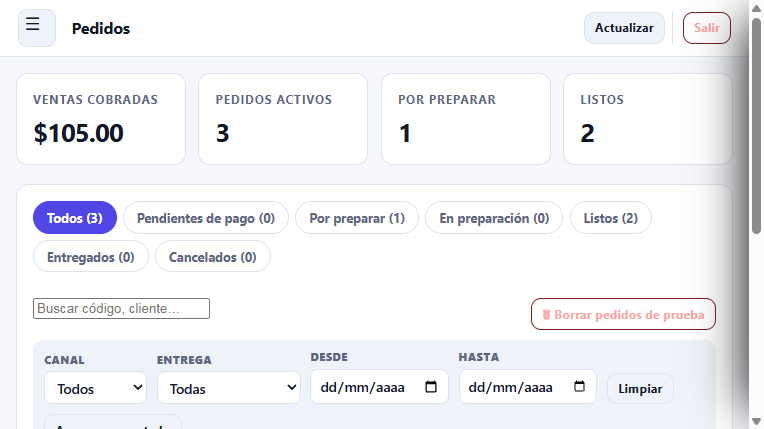 ☰ Pedidos Actualizar Salir
VENTAS COBRADAS PEDIDOS ACTIVOS POR PREPARAR LISTOS
$105.00 3 1 2
Todos (3) Pendientes de pago (0) Por preparar (1) En preparación (0) Listos (2)
Entregados (0) Cancelados (0)
Buscar código, cliente... Borrar pedidos de prueba
CANAL ENTREGA DESDE HASTA
Todos Todas dd/mm/aaaa dd/mm/aaaa Limpiar